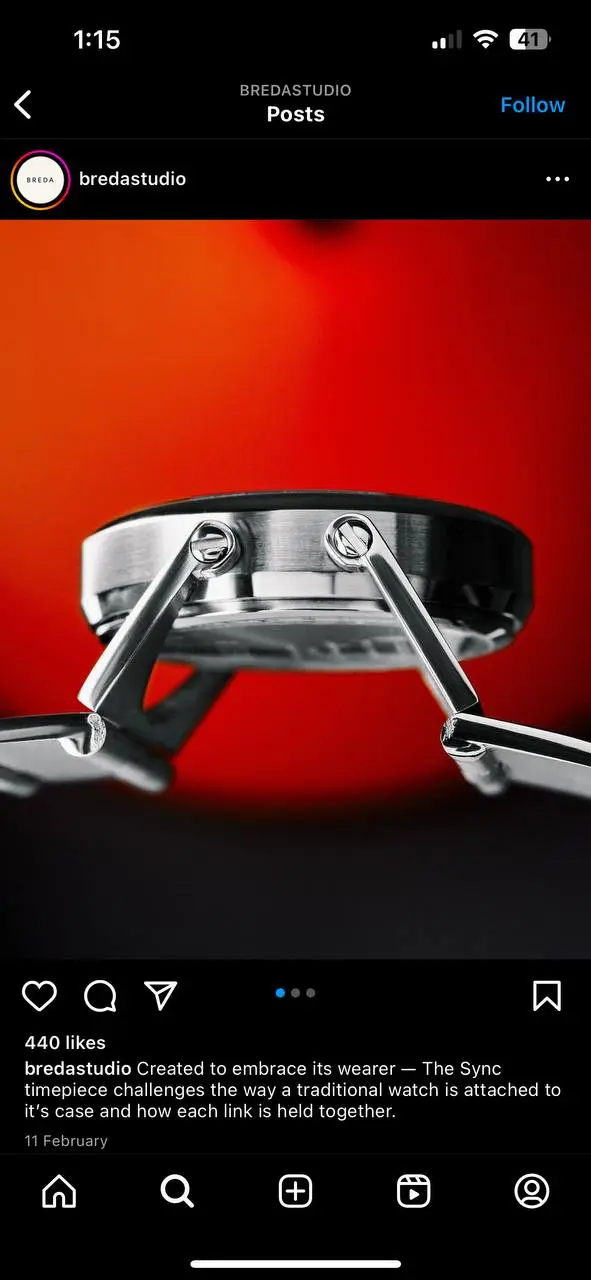 1:15
41
BREDASTUDIO
Posts
Follow
BREDA
bredastudio
440 likes
bredastudio Created to embrace its wearer — The Sync
timepiece challenges the way a traditional watch is attached to
it’s case and how each link is held together.
11 February